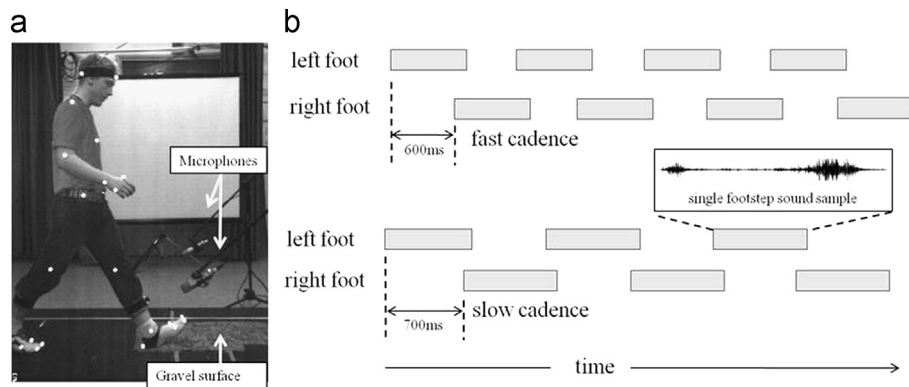 a
Microphones
Gravel surface
b
left foot
right foot
600ms
fast cadence
single footstep sound sample
left foot
right foot
700ms
slow cadence
time